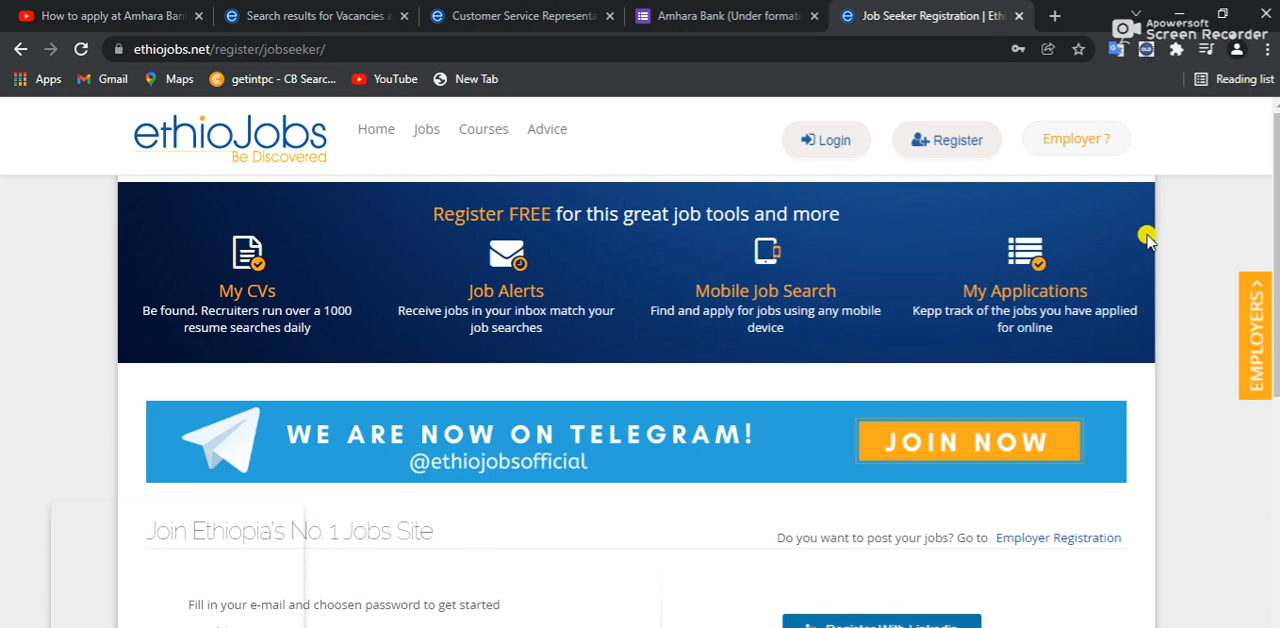 How to apply at Amhara Ban
Search results for Vacancies a
Customer Service Representa
Amhara Bank (Under formati
Job Seeker Registration | Ethi
Apowersoft
Screen Recorder
ethiojobs.net/register/jobseeker/
Apps
Gmail
Maps
getintpc - CB Searc...
YouTube
New Tab
Reading list
ethioJobs
Be Discovered
Home
Jobs
Courses
Advice
Login
Register
Employer ?
Register FREE for this great job tools and more
My CVs
Be found. Recruiters run over a 1000
resume searches daily
Job Alerts
Receive jobs in your inbox match your
job searches
Mobile Job Search
Find and apply for jobs using any mobile
device
My Applications
Kepp track of the jobs you have applied
for online
EMPLOYERS >
WE ARE NOW ON TELEGRAM!
@ethiojobsofficial
JOIN NOW
Join Ethiopia's No. 1 Jobs Site
Do you want to post your jobs? Go to Employer Registration
Fill in your e-mail and choosen password to get started
Register With Linkedin